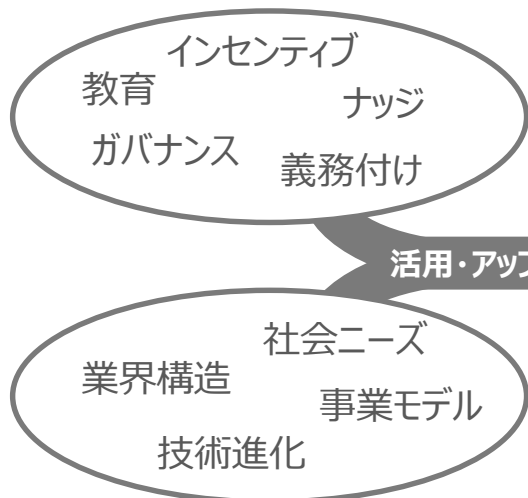 インセンティブ
教育
ナッジ
ガバナンス
義務付け
活用・アップ
社会ニーズ
業界構造
事業モデル
技術進化